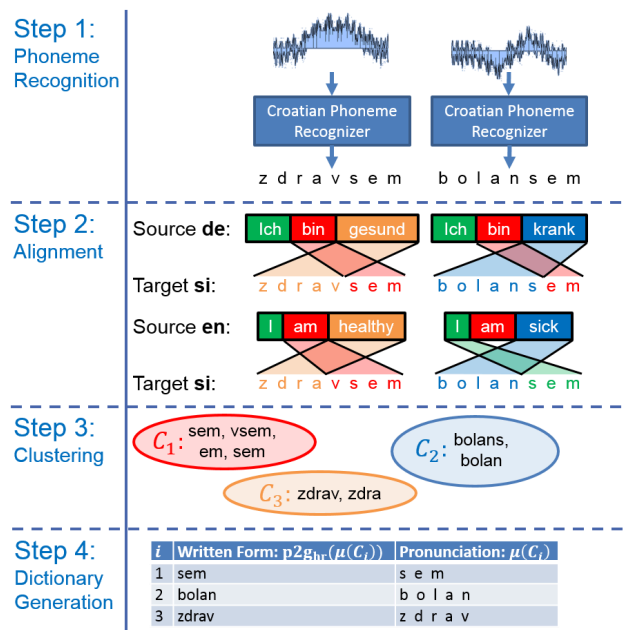 Step 1:
Phoneme
Recognition
Croatian Phoneme
Recognizer
Croatian Phoneme
Recognizer
z d r a v s e m
b o l a n s e m
Step 2:
Alignment
Source de:
Ich bin gesund
Ich bin krank
Target si:
z d r a v s e m
b o l a n s e m
Source en:
I am healthy
I am sick
Target si:
z d r a v s e m
b o l a n s e m
Step 3:
Clustering
C₁: sem, vsem,
em, sem
C₂: bolans,
bolan
C₃: zdrav, zdra
Step 4:
Dictionary
Generation
i Written Form: p2g_hr(μ(Cᵢ)) Pronunciation: μ(Cᵢ)
1 sem s e m
2 bolan b o l a n
3 zdrav z d r a v